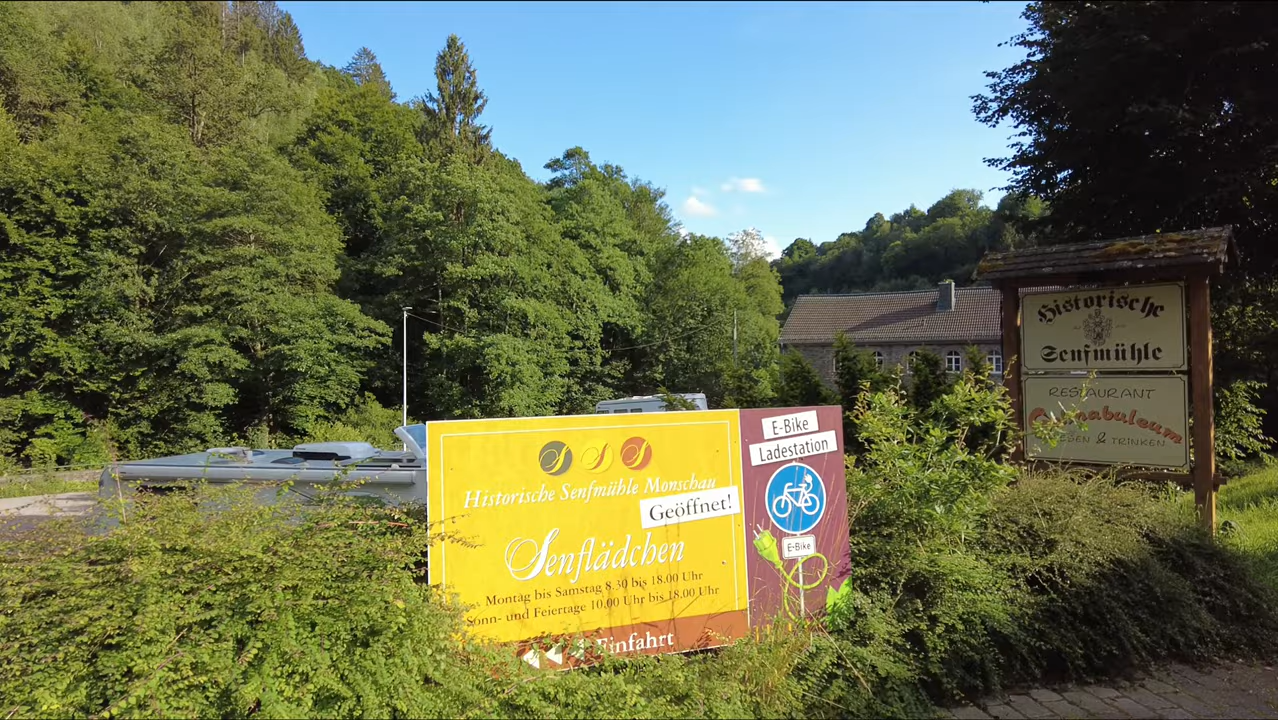 Historische Senfmühle Monschau
Geöffnet!
Senflädchen
Montag bis Samstag 8.30 bis 18.00 Uhr
Sonn- und Feiertage 10.00 Uhr bis 18.00 Uhr
Einfahrt
E-Bike
Ladestation
E-Bike
Historische
Senfmühle
RESTAURANT
& TRINKEN